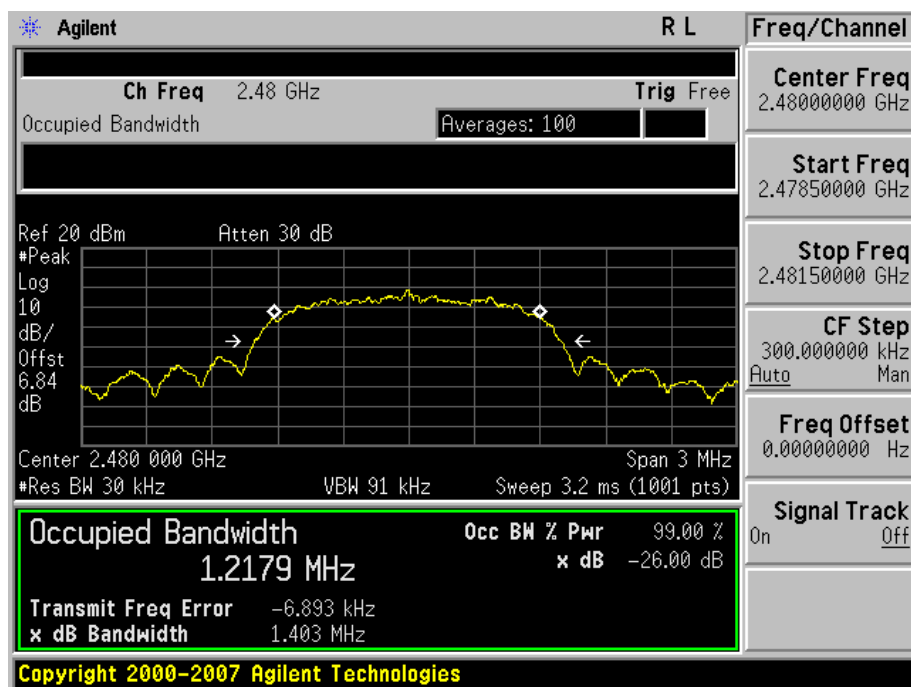 Agilent R L Freq/Channel
Ch Freq 2.48 GHz Trig Free
Occupied Bandwidth Averages: 100
Center Freq
2.48000000 GHz
Start Freq
2.47850000 GHz
Stop Freq
2.48150000 GHz
CF Step
300.000000 kHz
Auto Man
Freq Offset
0.00000000 Hz
Signal Track
On Off
Ref 20 dBm Atten 30 dB
#Peak
Log
10
dB/
Offst
6.84
dB
Center 2.480 000 GHz Span 3 MHz
#Res BW 30 kHz VBW 91 kHz Sweep 3.2 ms (1001 pts)
Occupied Bandwidth Occ BW % Pwr 99.00 %
1.2179 MHz x dB -26.00 dB
Transmit Freq Error -6.893 kHz
x dB Bandwidth 1.403 MHz
Copyright 2000-2007 Agilent Technologies